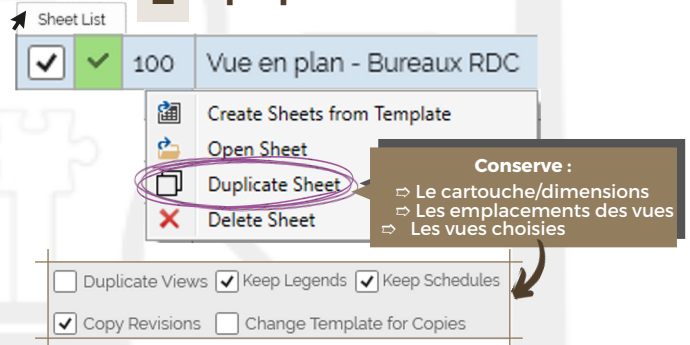 Sheet List
100 Vue en plan - Bureaux RDC
Create Sheets from Template
Open Sheet
Duplicate Sheet
Delete Sheet
Conserve :
⇨ Le cartouche/dimensions
⇨ Les emplacements des vues
⇨ Les vues choisies
Duplicate Views Keep Legends Keep Schedules
Copy Revisions Change Template for Copies